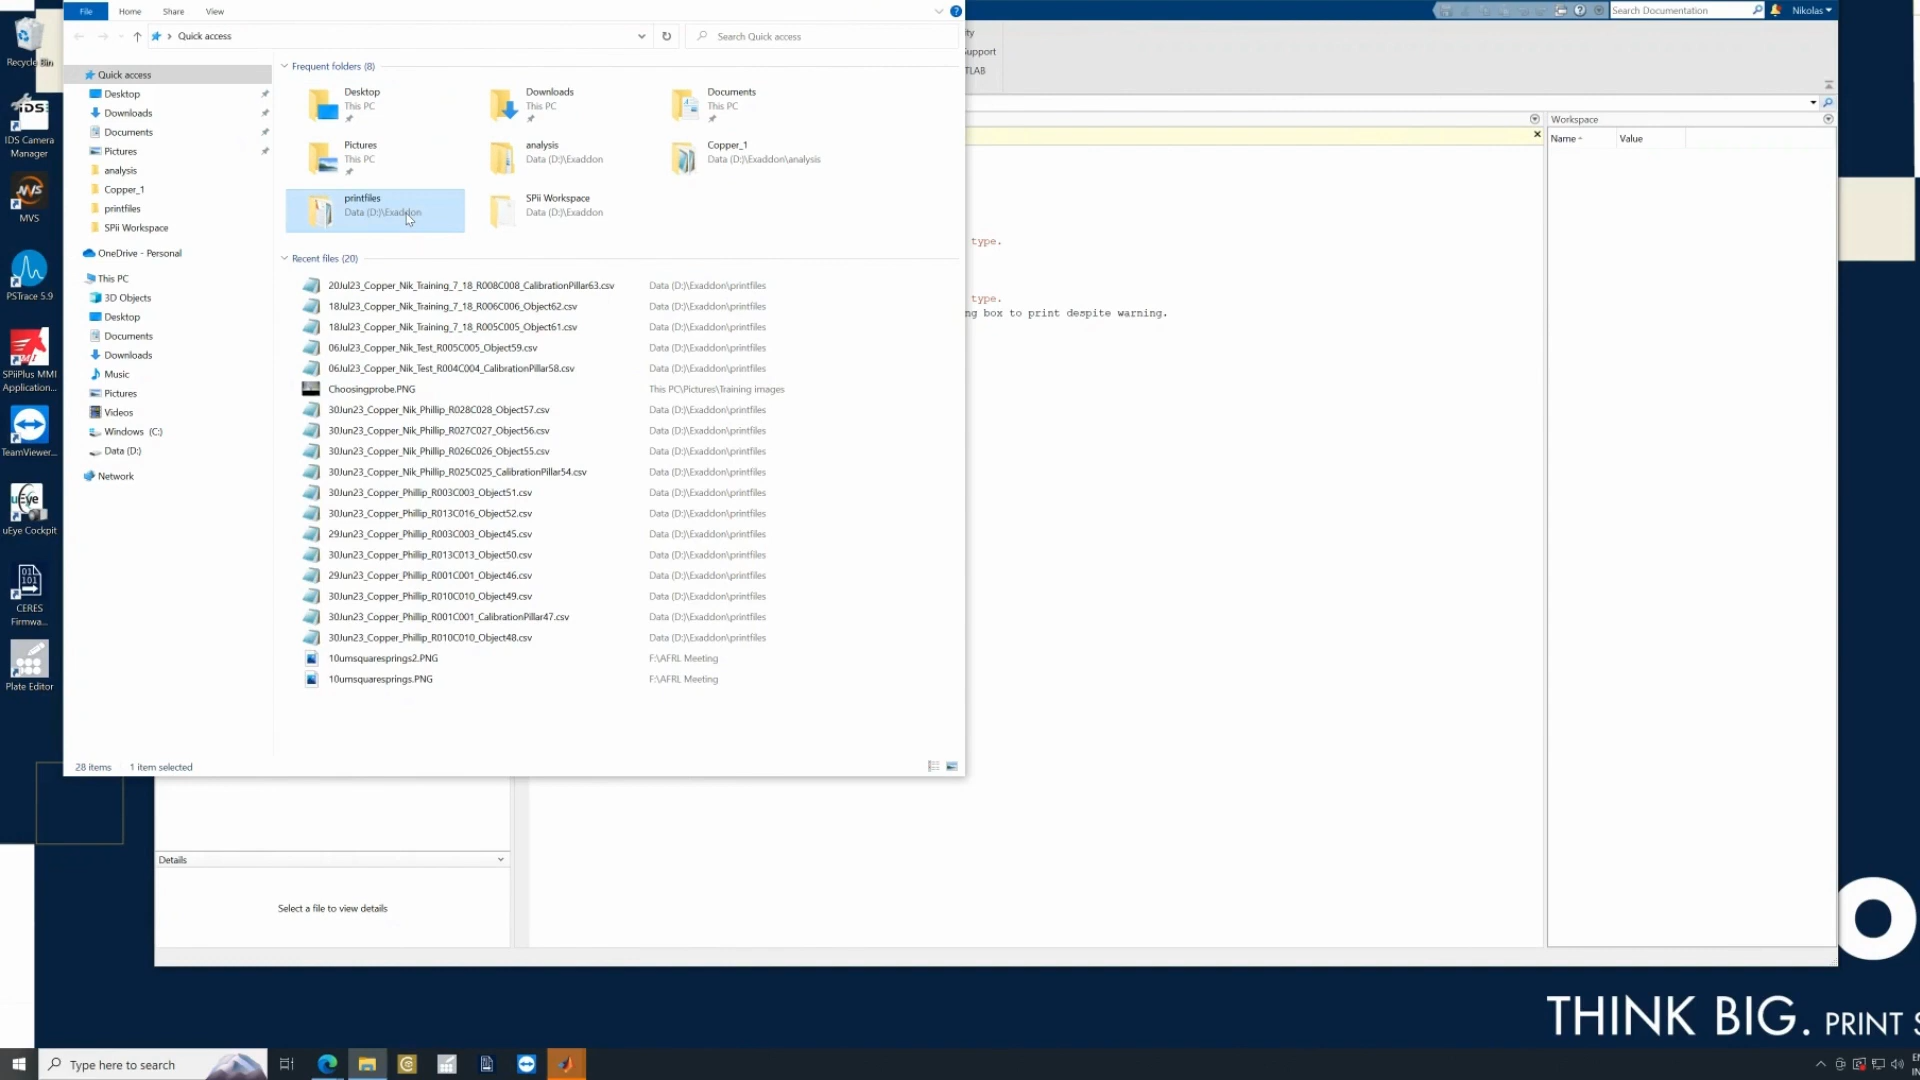 File Home Share View
Quick access
Search Quick access
Recycle Bin
IDS Camera
Manager
MVS
PSTrace 5.9
SPiiPlus MMI
Application...
TeamViewer...
uEye Cockpit
CERES
Firmwa...
Plate Editor
Quick access
Desktop
Downloads
Documents
Pictures
analysis
Copper_1
printfiles
SPii Workspace
OneDrive - Personal
This PC
3D Objects
Desktop
Documents
Downloads
Music
Pictures
Videos
Windows (C:)
Data (D:)
Network
Frequent folders (8)
Desktop
This PC
Downloads
This PC
Documents
This PC
Pictures
This PC
analysis
Data (D:)\Exaddon
Copper_1
Data (D:)\Exaddon\analysis
printfiles
Data (D:)\Exaddon
SPii Workspace
Data (D:)\Exaddon
Recent files (20)
20Jul23_Copper_Nik_Training_7_18_R008C008_CalibrationPillar63.csv Data (D:)\Exaddon\printfiles
18Jul23_Copper_Nik_Training_7_18_R006C006_Object62.csv Data (D:)\Exaddon\printfiles
18Jul23_Copper_Nik_Training_7_18_R005C005_Object61.csv Data (D:)\Exaddon\printfiles
06Jul23_Copper_Nik_Test_R005C005_Object59.csv Data (D:)\Exaddon\printfiles
06Jul23_Copper_Nik_Test_R004C004_CalibrationPillar58.csv Data (D:)\Exaddon\printfiles
Choosingprobe.PNG This PC\Pictures\Training images
30Jun23_Copper_Nik_Phillip_R028C028_Object57.csv Data (D:)\Exaddon\printfiles
30Jun23_Copper_Nik_Phillip_R027C027_Object56.csv Data (D:)\Exaddon\printfiles
30Jun23_Copper_Nik_Phillip_R026C026_Object55.csv Data (D:)\Exaddon\printfiles
30Jun23_Copper_Nik_Phillip_R025C025_CalibrationPillar54.csv Data (D:)\Exaddon\printfiles
30Jun23_Copper_Phillip_R003C003_Object51.csv Data (D:)\Exaddon\printfiles
30Jun23_Copper_Phillip_R013C016_Object52.csv Data (D:)\Exaddon\printfiles
29Jun23_Copper_Phillip_R003C003_Object45.csv Data (D:)\Exaddon\printfiles
30Jun23_Copper_Phillip_R013C013_Object50.csv Data (D:)\Exaddon\printfiles
29Jun23_Copper_Phillip_R001C001_Object46.csv Data (D:)\Exaddon\printfiles
30Jun23_Copper_Phillip_R010C010_Object49.csv Data (D:)\Exaddon\printfiles
30Jun23_Copper_Phillip_R001C001_CalibrationPillar47.csv Data (D:)\Exaddon\printfiles
30Jun23_Copper_Phillip_R010C010_Object48.csv Data (D:)\Exaddon\printfiles
10umsquaresprings2.PNG F:\AFRL Meeting
10umsquaresprings.PNG F:\AFRL Meeting
28 items 1 item selected
Search Documentation Nikolas
ity
upport
TLAB
Workspace
Name Value
type.
type.
ng box to print despite warning.
Details
Select a file to view details
O
THINK BIG. PRINT S
Type here to search
EN
IN